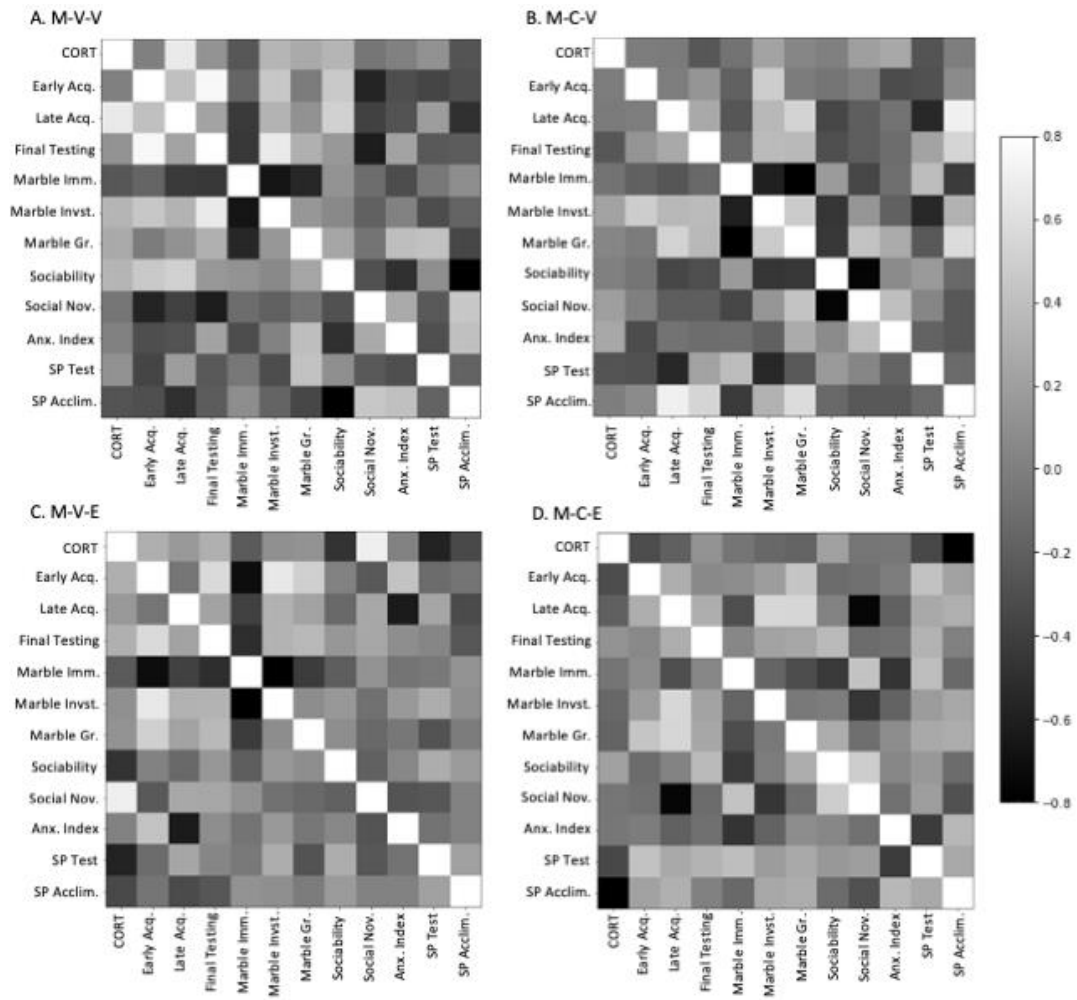 A. M-V-V
CORT
Early Acq.
Late Acq.
Final Testing
Marble Imm.
Marble Invst.
Marble Gr.
Sociability
Social Nov.
Anx. Index
SP Test
SP Acclim.
CORT
Early Acq.
Late Acq.
Final Testing
Marble Imm.
Marble Invst.
Marble Gr.
Sociability
Social Nov.
Anx. Index
SP Test
SP Acclim.
B. M-C-V
CORT
Early Acq.
Late Acq.
Final Testing
Marble Imm.
Marble Invst.
Marble Gr.
Sociability
Social Nov.
Anx. Index
SP Test
SP Acclim.
CORT
Early Acq.
Late Acq.
Final Testing
Marble Imm.
Marble Invst.
Marble Gr.
Sociability
Social Nov.
Anx. Index
SP Test
SP Acclim.
0.8
0.6
0.4
0.2
0.0
−0.2
−0.4
−0.6
−0.8
C. M-V-E
CORT
Early Acq.
Late Acq.
Final Testing
Marble Imm.
Marble Invst.
Marble Gr.
Sociability
Social Nov.
Anx. Index
SP Test
SP Acclim.
CORT
Early Acq.
Late Acq.
Final Testing
Marble Imm.
Marble Invst.
Marble Gr.
Sociability
Social Nov.
Anx. Index
SP Test
SP Acclim.
D. M-C-E
CORT
Early Acq.
Late Acq.
Final Testing
Marble Imm.
Marble Invst.
Marble Gr.
Sociability
Social Nov.
Anx. Index
SP Test
SP Acclim.
CORT
Early Acq.
Late Acq.
Final Testing
Marble Imm.
Marble Invst.
Marble Gr.
Sociability
Social Nov.
Anx. Index
SP Test
SP Acclim.